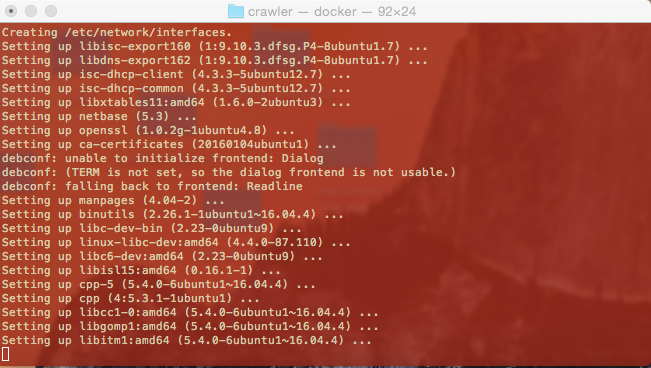 crawler — docker — 92×24
Creating /etc/network/interfaces.
Setting up libisc-export160 (1:9.10.3.dfsg.P4-8ubuntu1.7) ...
Setting up libdns-export162 (1:9.10.3.dfsg.P4-8ubuntu1.7) ...
Setting up isc-dhcp-client (4.3.3-5ubuntu12.7) ...
Setting up isc-dhcp-common (4.3.3-5ubuntu12.7) ...
Setting up libxtables11:amd64 (1.6.0-2ubuntu3) ...
Setting up netbase (5.3) ...
Setting up openssl (1.0.2g-1ubuntu4.8) ...
Setting up ca-certificates (20160104ubuntu1) ...
debconf: unable to initialize frontend: Dialog
debconf: (TERM is not set, so the dialog frontend is not usable.)
debconf: falling back to frontend: Readline
Setting up manpages (4.04-2) ...
Setting up binutils (2.26.1-1ubuntu1~16.04.4) ...
Setting up libc-dev-bin (2.23-0ubuntu9) ...
Setting up linux-libc-dev:amd64 (4.4.0-87.110) ...
Setting up libc6-dev:amd64 (2.23-0ubuntu9) ...
Setting up libisl15:amd64 (0.16.1-1) ...
Setting up cpp-5 (5.4.0-6ubuntu1~16.04.4) ...
Setting up cpp (4:5.3.1-1ubuntu1) ...
Setting up libcc1-0:amd64 (5.4.0-6ubuntu1~16.04.4) ...
Setting up libgomp1:amd64 (5.4.0-6ubuntu1~16.04.4) ...
Setting up libitm1:amd64 (5.4.0-6ubuntu1~16.04.4) ...